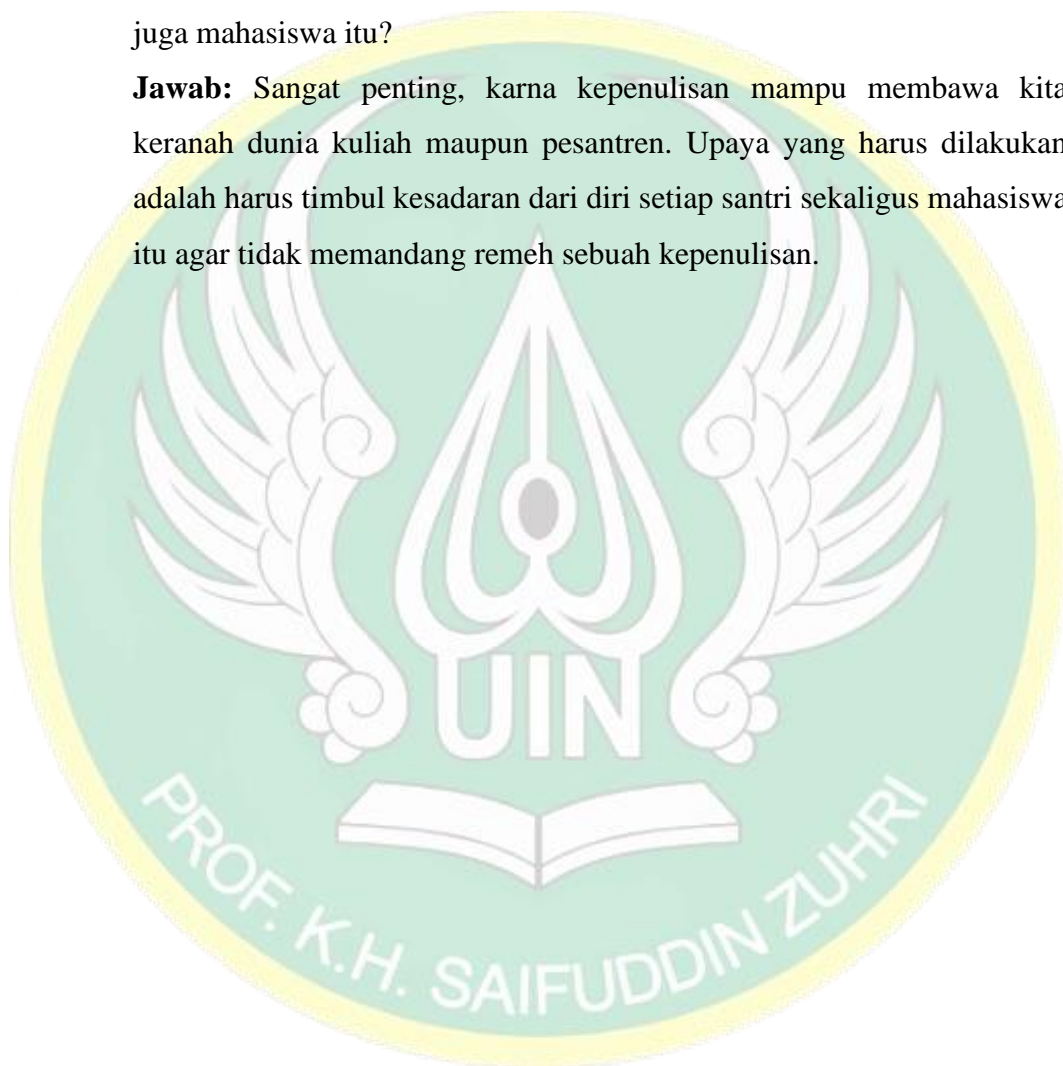 juga mahasiswa itu?
Jawab: Sangat penting, karna kepenulisan mampu membawa kita
keranah dunia kuliah maupun pesantren. Upaya yang harus dilakukan
adalah harus timbul kesadaran dari diri setiap santri sekaligus mahasiswa
itu agar tidak memandang remeh sebuah kepenulisan.
UIN
PROF. K.H. SAIFUDDIN ZUHRI